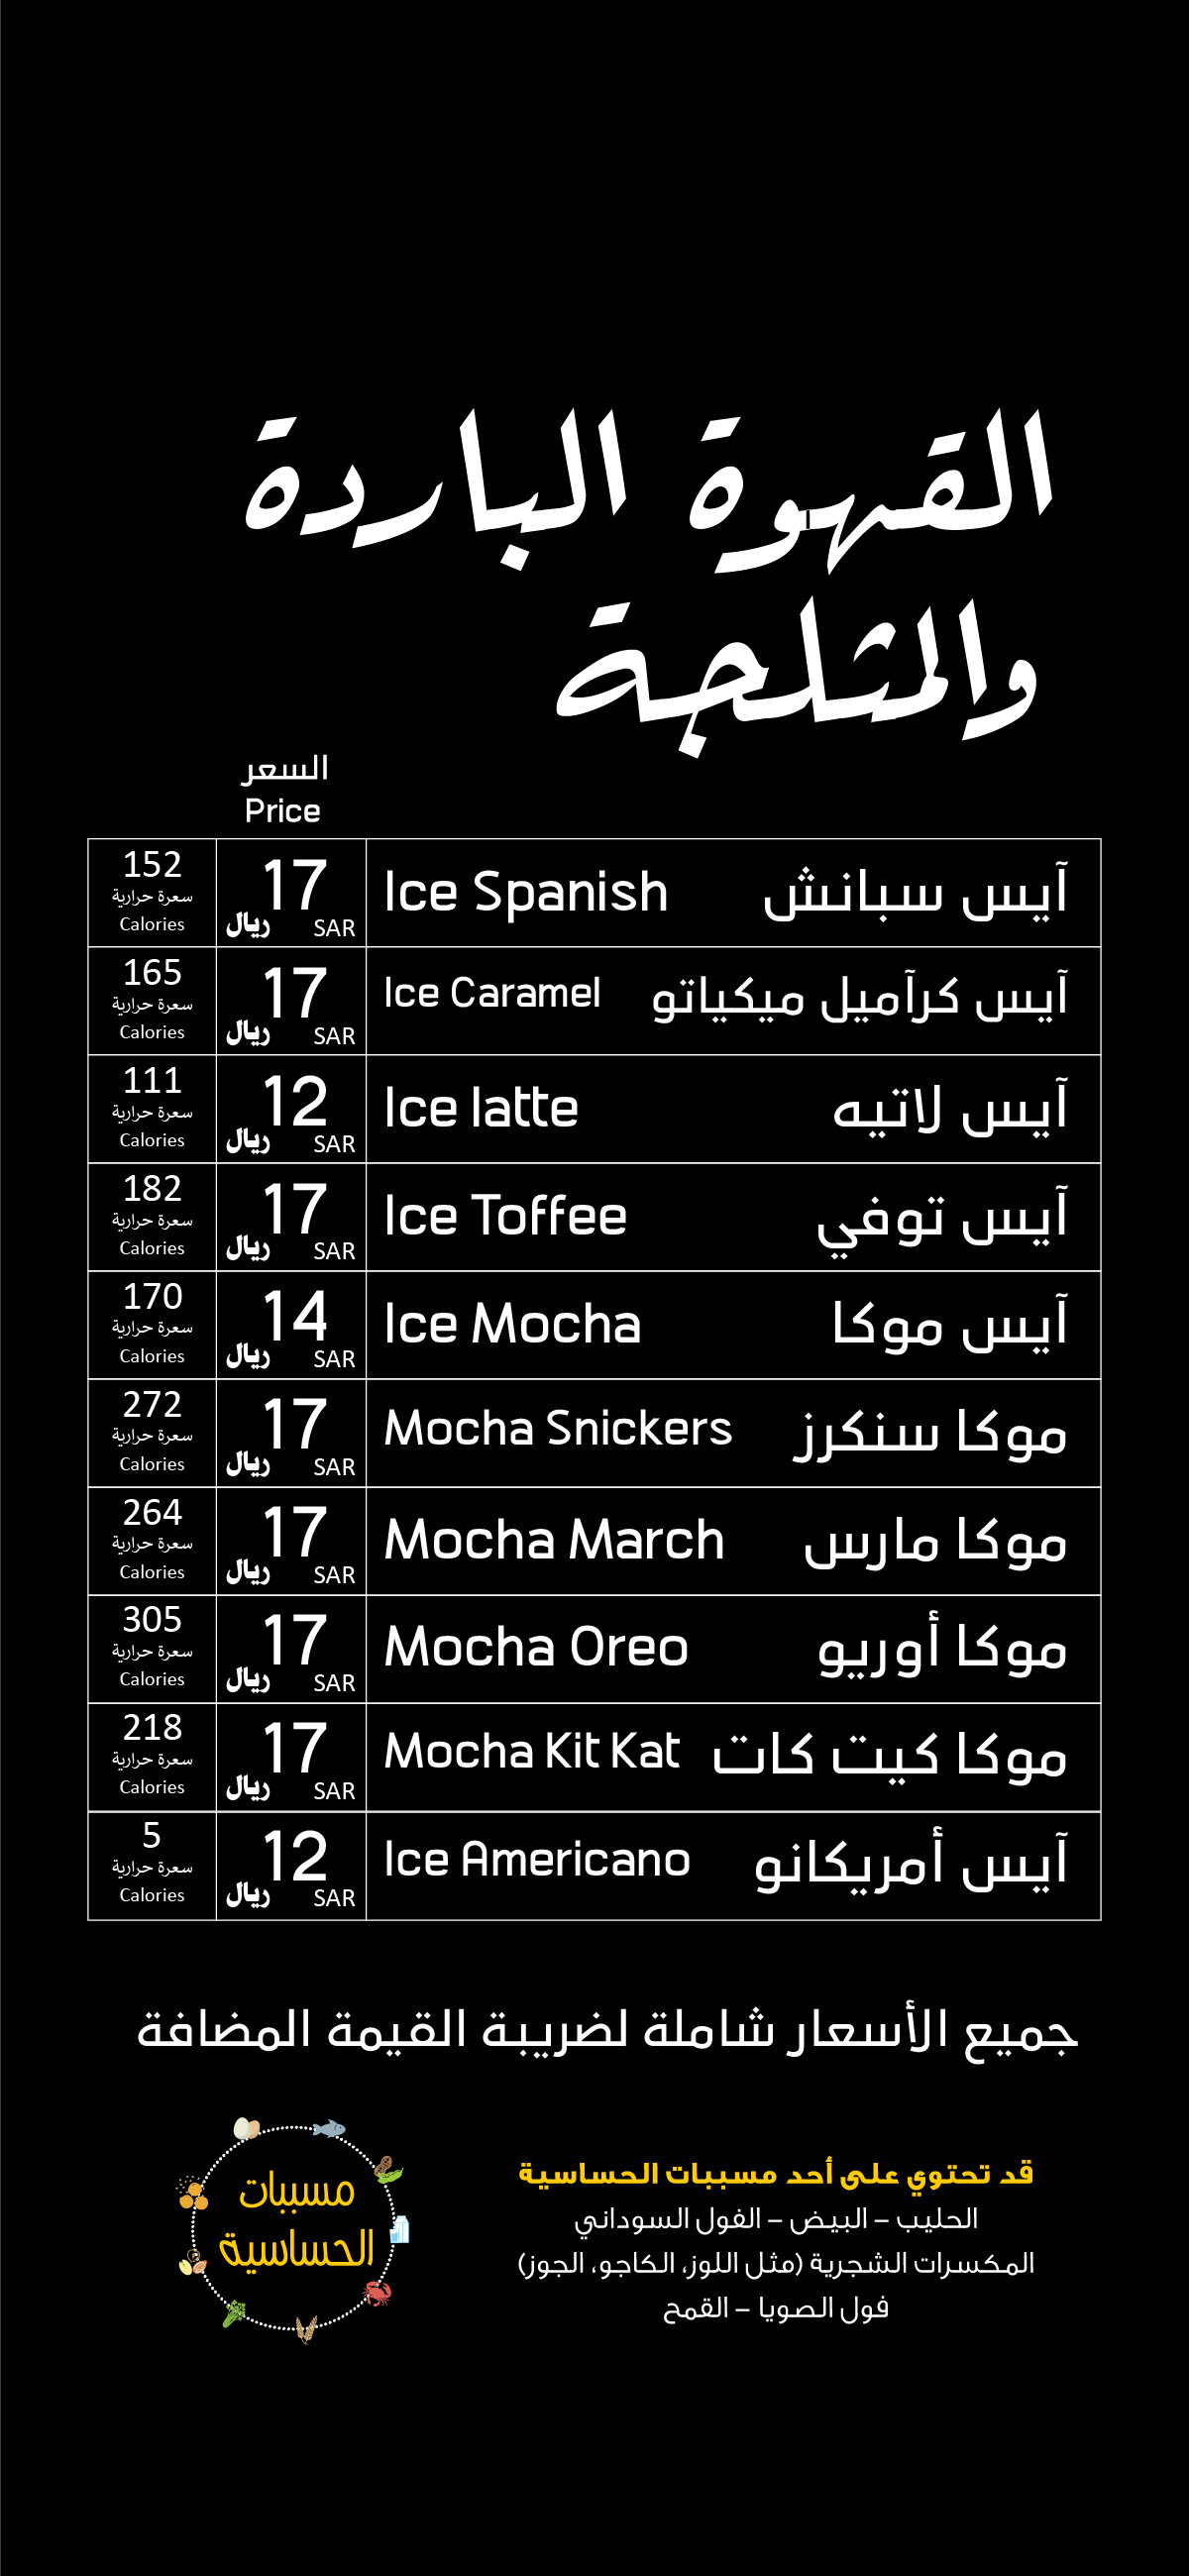 القهوة الباردة
والمثلجة
السعر
Price
آيس سبانش Ice Spanish 17 ريال SAR 152 سعرة حرارية Calories
آيس كرآميل ميكياتو Ice Caramel 17 ريال SAR 165 سعرة حرارية Calories
آيس لاتيه Ice latte 12 ريال SAR 111 سعرة حرارية Calories
آيس توفي Ice Toffee 17 ريال SAR 182 سعرة حرارية Calories
آيس موكا Ice Mocha 14 ريال SAR 170 سعرة حرارية Calories
موكا سنكرز Mocha Snickers 17 ريال SAR 272 سعرة حرارية Calories
موكا مارس Mocha March 17 ريال SAR 264 سعرة حرارية Calories
موكا أوريو Mocha Oreo 17 ريال SAR 305 سعرة حرارية Calories
موكا كيت كات Mocha Kit Kat 17 ريال SAR 218 سعرة حرارية Calories
آيس أمريكانو Ice Americano 12 ريال SAR 5 سعرة حرارية Calories
جميع الأسعار شاملة لضريبة القيمة المضافة
قد تحتوي على أحد مسببات الحساسية
الحليب – البيض – الفول السوداني
المكسرات الشجرية (مثل اللوز، الكاجو، الجوز)
فول الصويا – القمح
مسببات
الحساسية